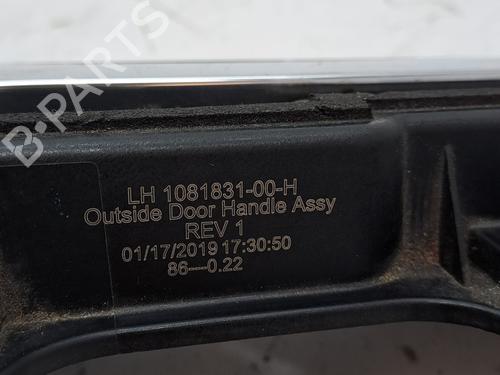 B-PARTS
LH 1081831-00-H
Outside Door Handle Assy
REV 1
01/17/2019 17:30:50
86---0.22